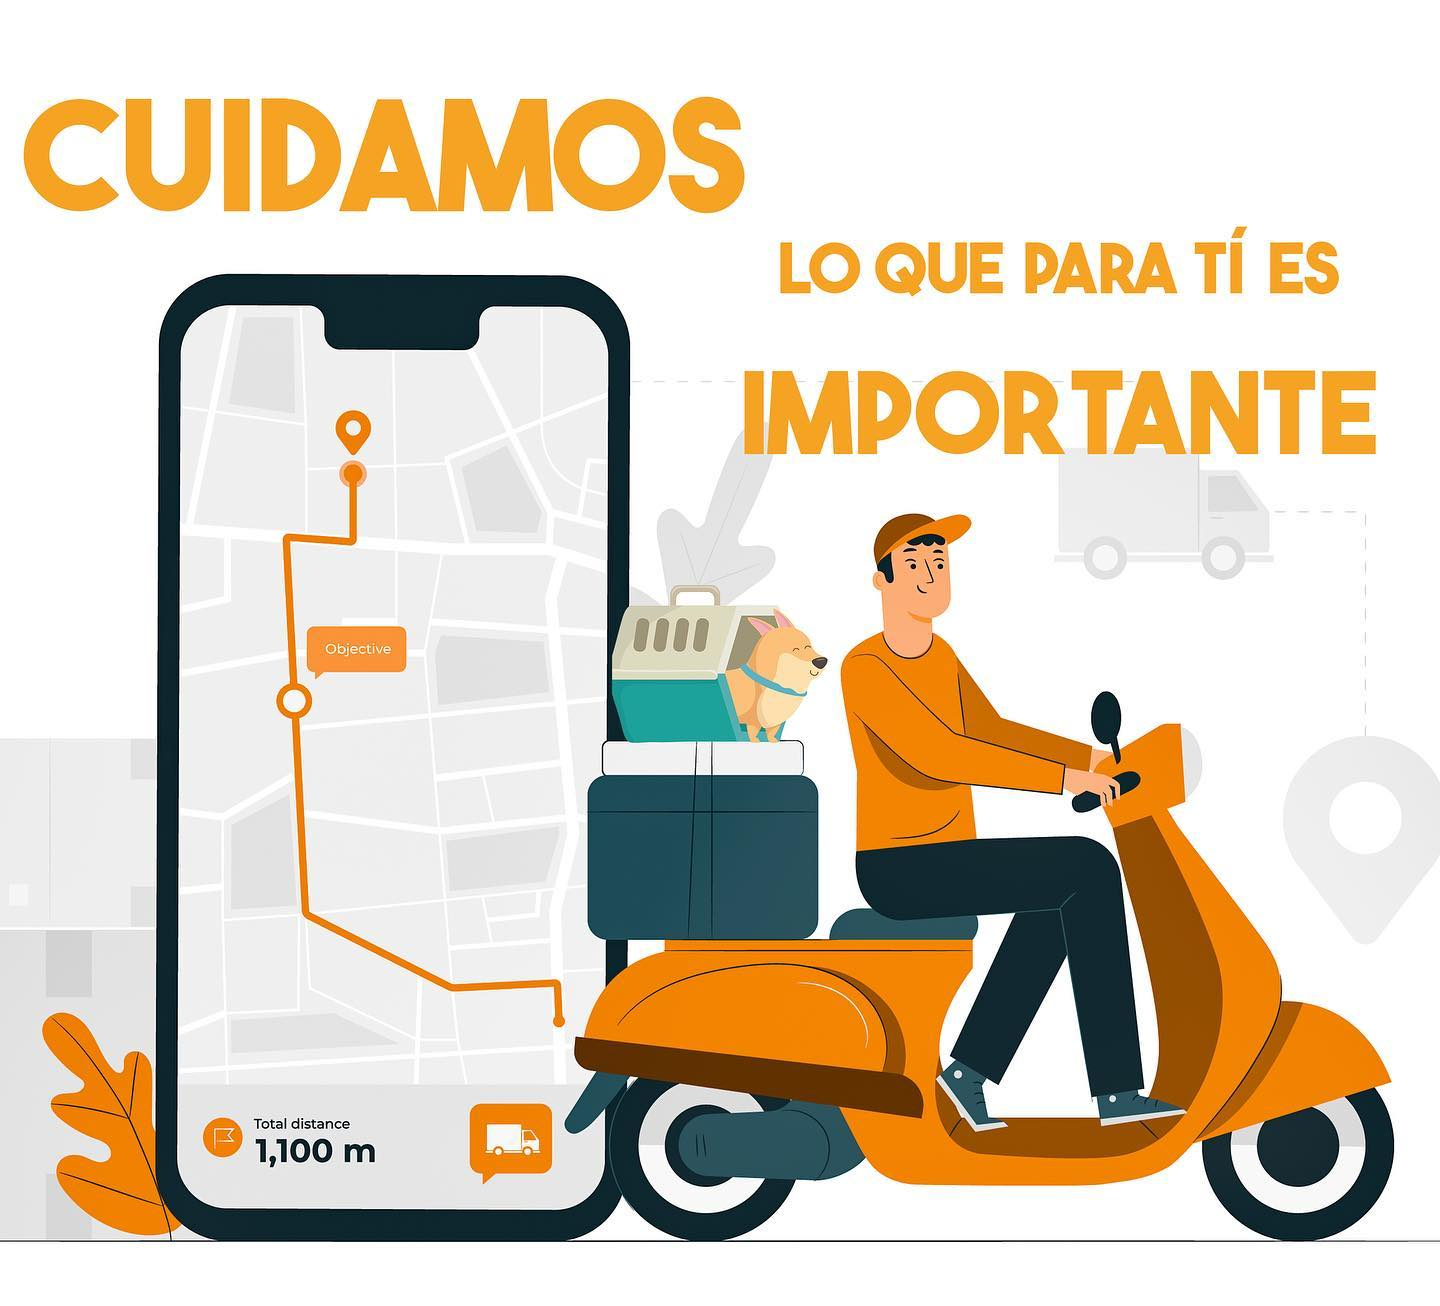 CUIDAMOS
LO QUE PARA TÍ ES
IMPORTANTE
Objective
Total distance
1,100 m